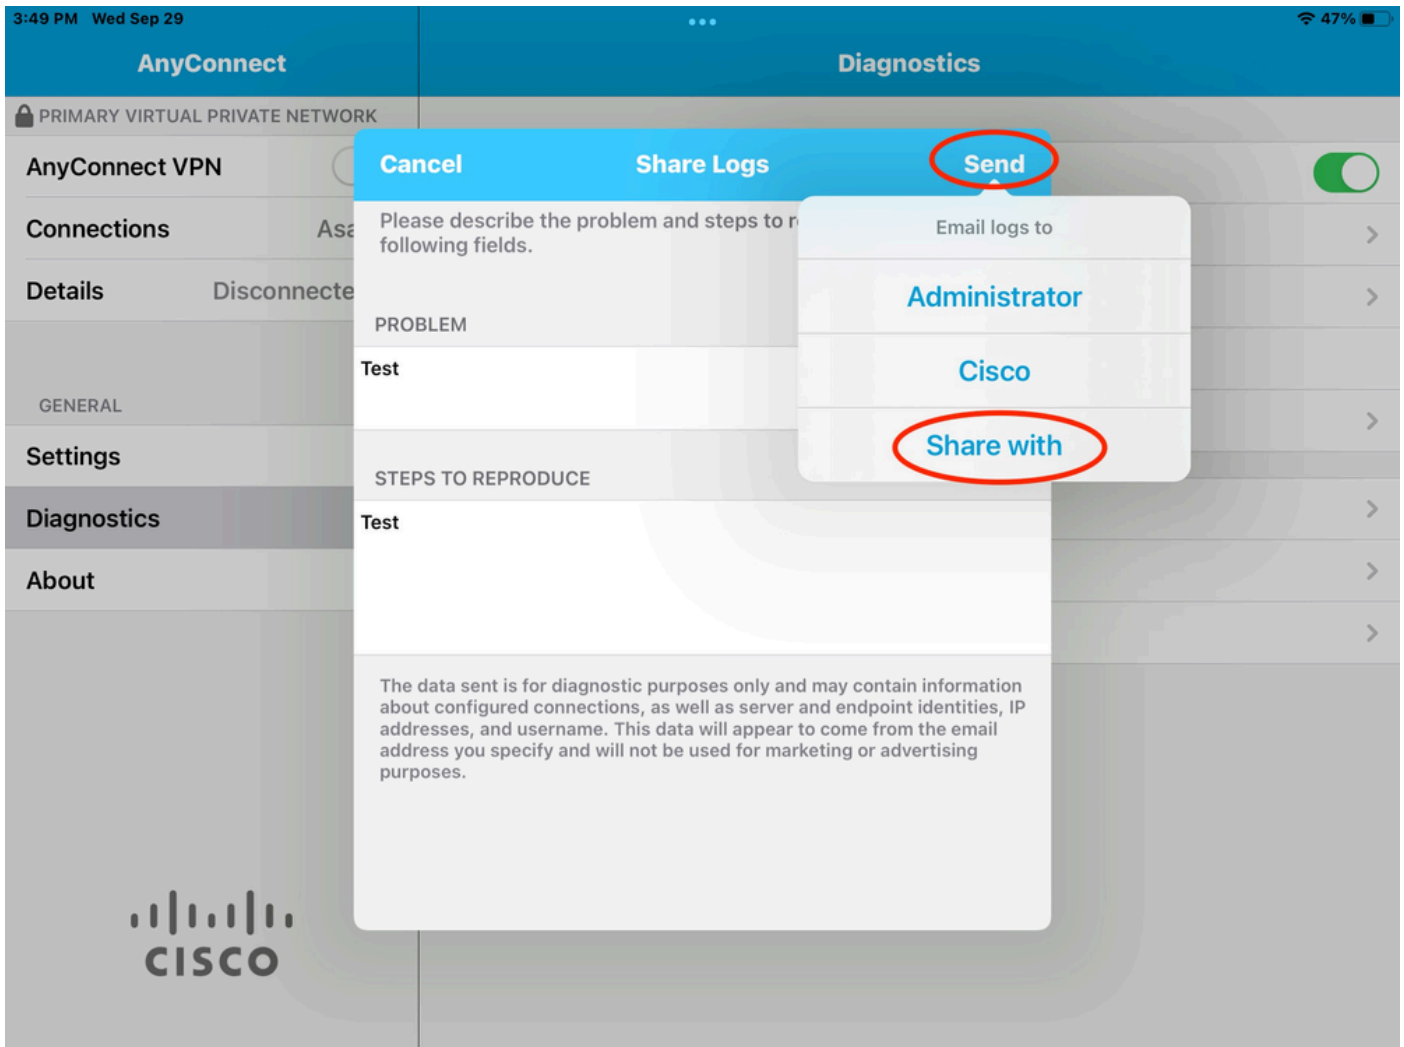 3:49 PM Wed Sep 29
47%
AnyConnect
Diagnostics
PRIMARY VIRTUAL PRIVATE NETWORK
AnyConnect VPN
Connections
Details
Disconnecte
GENERAL
Settings
Diagnostics
About
CISCO
Cancel
Share Logs
Send
Please describe the problem and steps to
following fields.
PROBLEM
Test
STEPS TO REPRODUCE
Test
The data sent is for diagnostic purposes only and may contain information
about configured connections, as well as server and endpoint identities, IP
addresses, and username. This data will appear to come from the email
address you specify and will not be used for marketing or advertising
purposes.
Email logs to
Administrator
Cisco
Share with